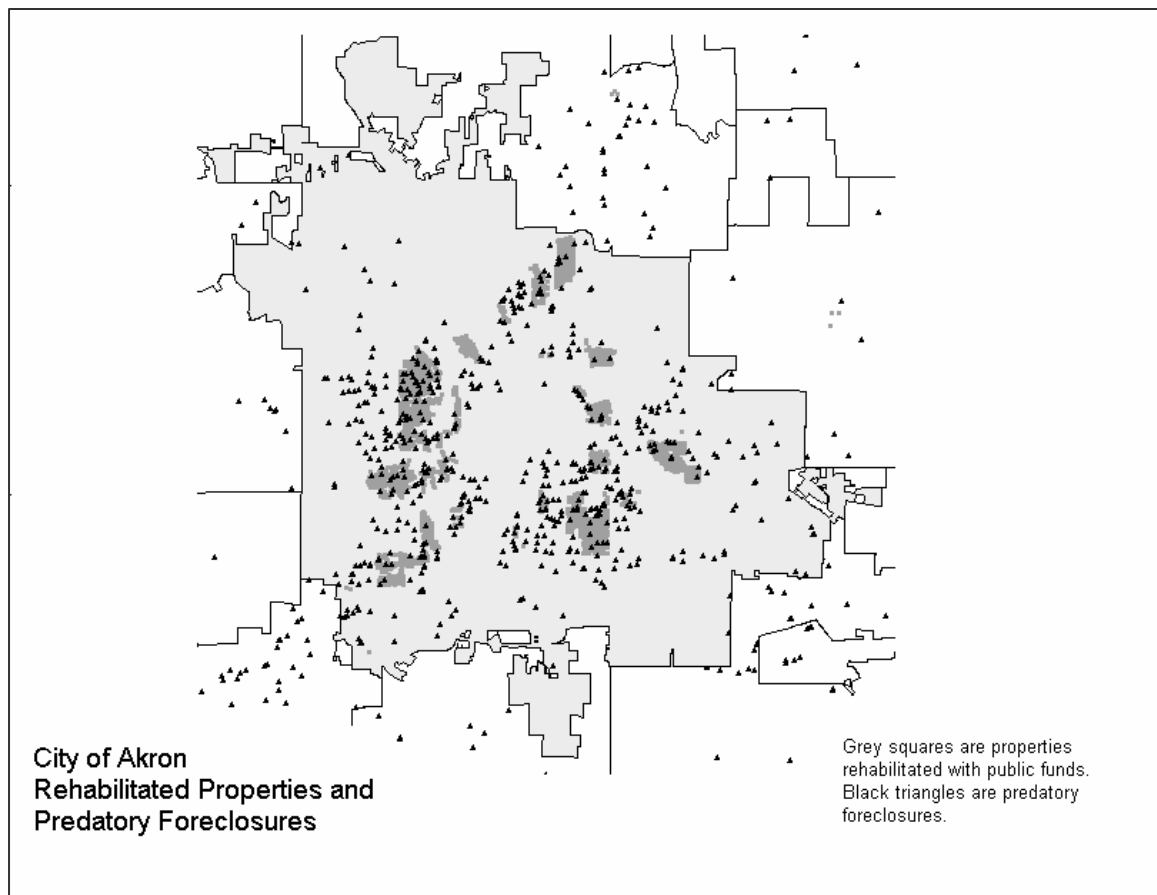 City of Akron
Rehabilitated Properties and
Predatory Foreclosures
Grey squares are properties
rehabilitated with public funds.
Black triangles are predatory
foreclosures.